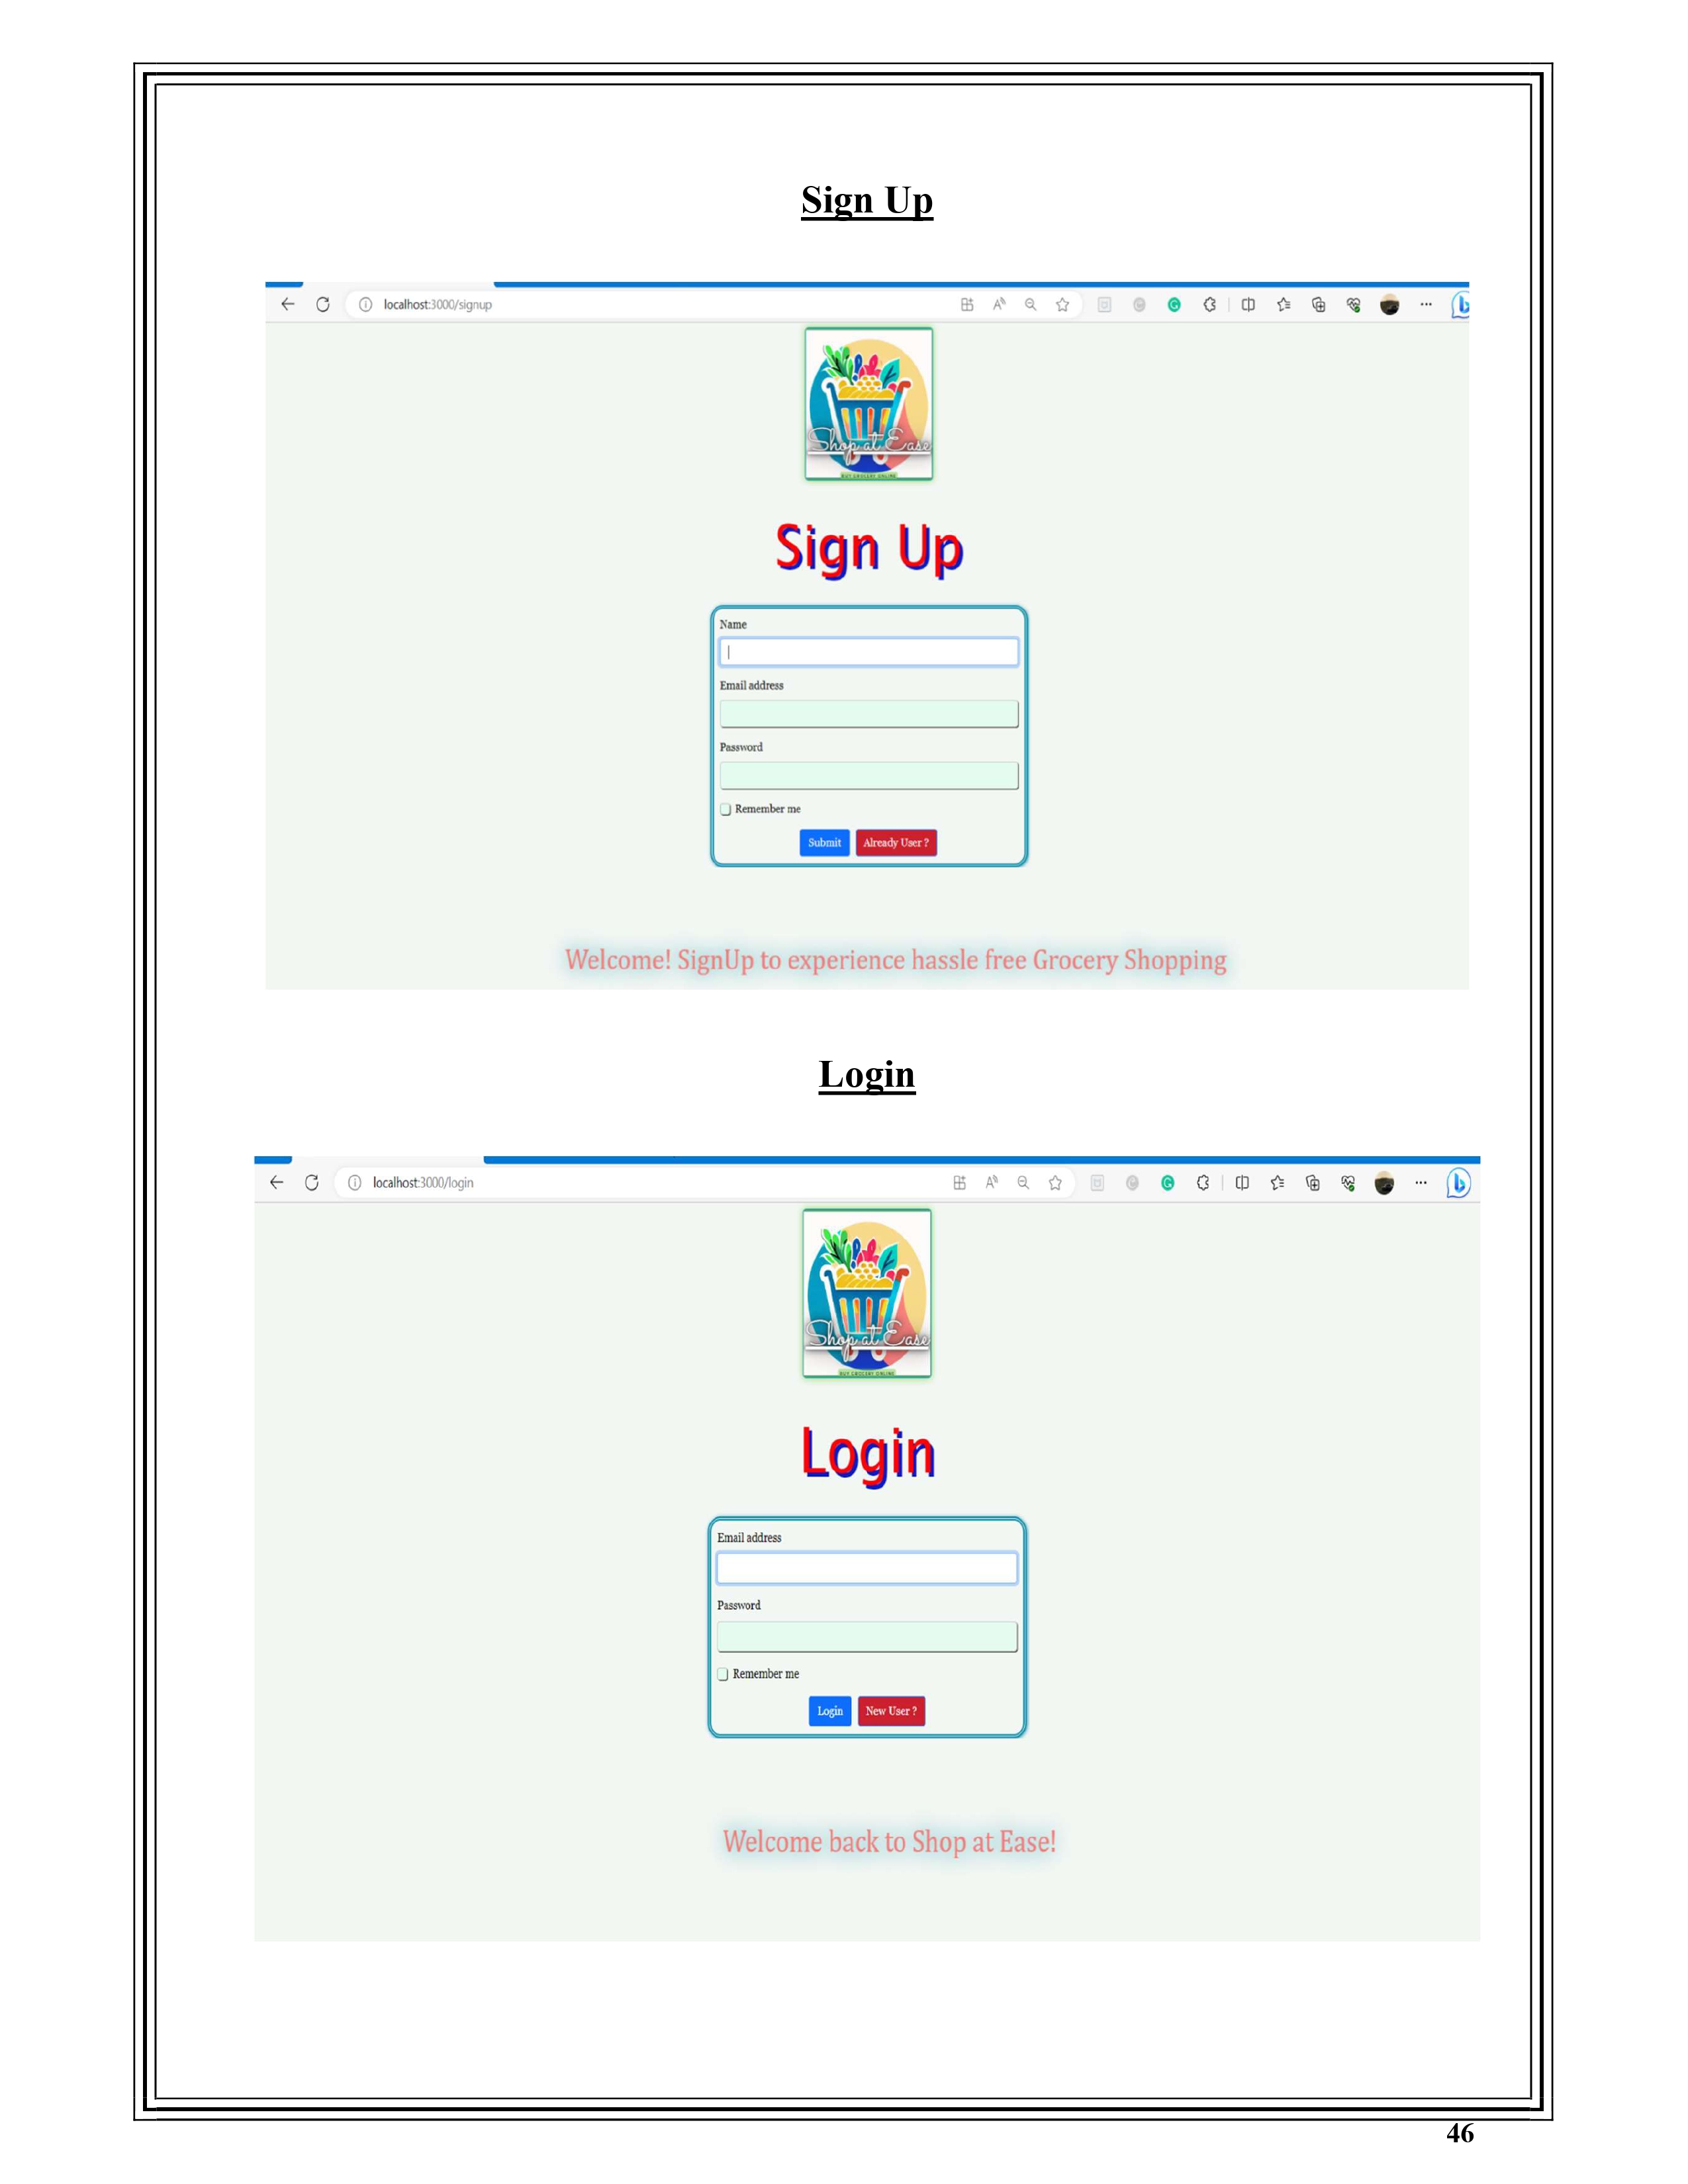 Sign Up
localhost:3000/signup
Shop at Ease
BUY GROCERY ONLINE
Sign Up
Name
Email address
Password
Remember me
Submit Already User ?
Welcome! SignUp to experience hassle free Grocery Shopping
Login
localhost:3000/login
Shop at Ease
BUY GROCERY ONLINE
Login
Email address
Password
Remember me
Login New User ?
Welcome back to Shop at Ease!
46